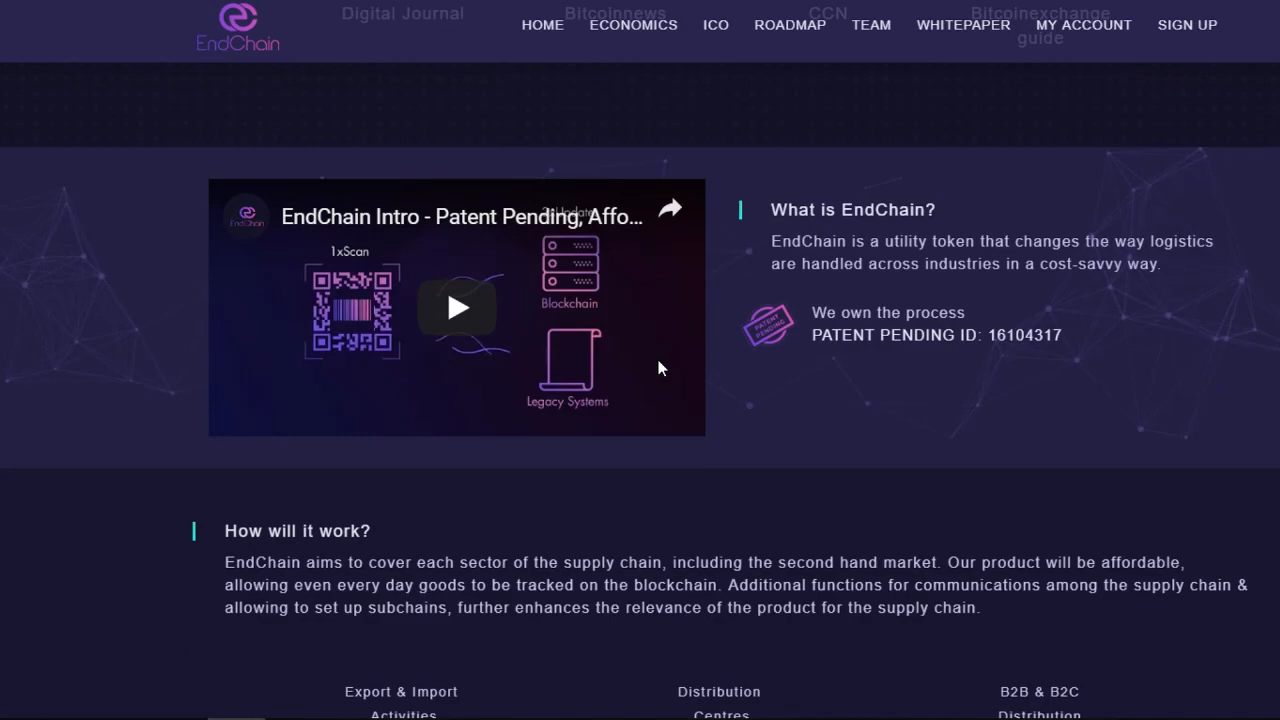 Digital Journal
Bitcoinnews
CCN
Bitcoinexchange
guide
EndChain
HOME ECONOMICS ICO ROADMAP TEAM WHITEPAPER MY ACCOUNT SIGN UP
EndChain
EndChain Intro - Patent Pending, Affo...
1xScan
Blockchain
Legacy Systems
What is EndChain?
EndChain is a utility token that changes the way logistics
are handled across industries in a cost-savvy way.
PATENT PENDING
We own the process
PATENT PENDING ID: 16104317
How will it work?
EndChain aims to cover each sector of the supply chain, including the second hand market. Our product will be affordable,
allowing even every day goods to be tracked on the blockchain. Additional functions for communications among the supply chain &
allowing to set up subchains, further enhances the relevance of the product for the supply chain.
Export & Import
Activities
Distribution
Centres
B2B & B2C
Distribution